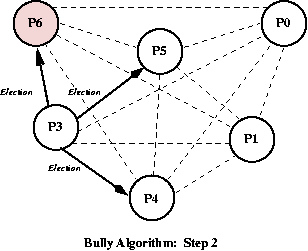 P6
P0
P5
Election
Election
P3
P1
Election
P4
Bully Algorithm: Step 2